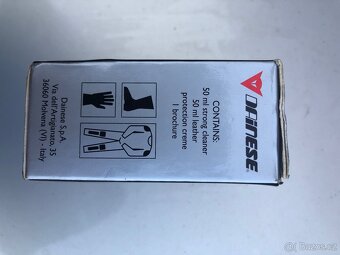 DAINESE
CONTAINS:
50 ml strong cleaner
50 ml leather
protection creme
1 brochure
Dainese S.p.A.
Via dell'Artigianato, 35
36060 Molvena (VI) - Italy
Bazos.cz